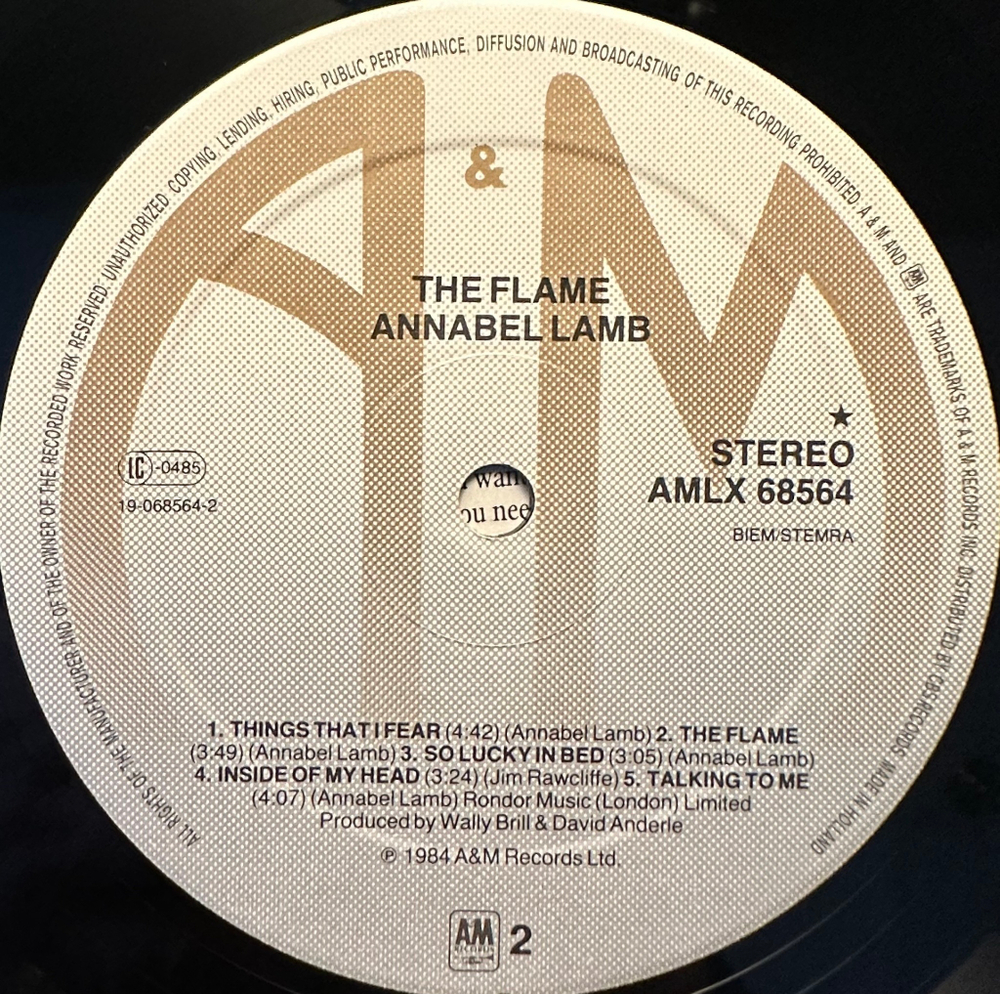 ALL RIGHTS OF THE MANUFACTURER AND OF THE OWNER OF THE RECORDED WORK RESERVED. UNAUTHORIZED COPYING, LENDING, HIRING, PUBLIC PERFORMANCE, DIFFUSION AND BROADCASTING OF THIS RECORDING PROHIBITED. A & M AND AM ARE TRADEMARKS OF A & M RECORDS INC. DISTRIBUTED BY CBS RECORDS. MADE IN HOLLAND
A & M
THE FLAME
ANNABEL LAMB
★
STEREO
AMLX 68564
BIEM/STEMRA
LC-0485
19-068564-2
wan
ou nee
1. THINGS THAT I FEAR (4:42) (Annabel Lamb) 2. THE FLAME
(3:49) (Annabel Lamb) 3. SO LUCKY IN BED (3:05) (Annabel Lamb)
4. INSIDE OF MY HEAD (3:24) (Jim Rawcliffe) 5. TALKING TO ME
(4:07) (Annabel Lamb) Rondor Music (London) Limited
Produced by Wally Brill & David Anderle
℗ 1984 A&M Records Ltd.
AM RECORDS 2